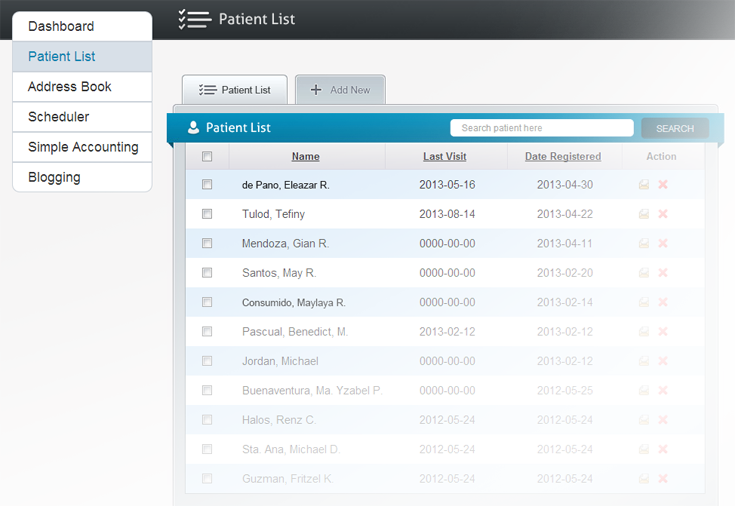 Dashboard
Patient List
Address Book
Scheduler
Simple Accounting
Blogging
Patient List
Patient List
Add New
Patient List
Search patient here
SEARCH
Name Last Visit Date Registered Action
de Pano, Eleazar R. 2013-05-16 2013-04-30
Tulod, Tefiny 2013-08-14 2013-04-22
Mendoza, Gian R. 0000-00-00 2013-04-11
Santos, May R. 0000-00-00 2013-02-20
Consumido, Maylaya R. 0000-00-00 2013-02-14
Pascual, Benedict, M. 2013-02-12 2013-02-12
Jordan, Michael 0000-00-00 2013-02-12
Buenaventura, Ma. Yzabel P. 0000-00-00 2012-05-25
Halos, Renz C. 2012-05-24 2012-05-24
Sta. Ana, Michael D. 2012-05-24 2012-05-24
Guzman, Fritzel K. 2012-05-24 2012-05-24